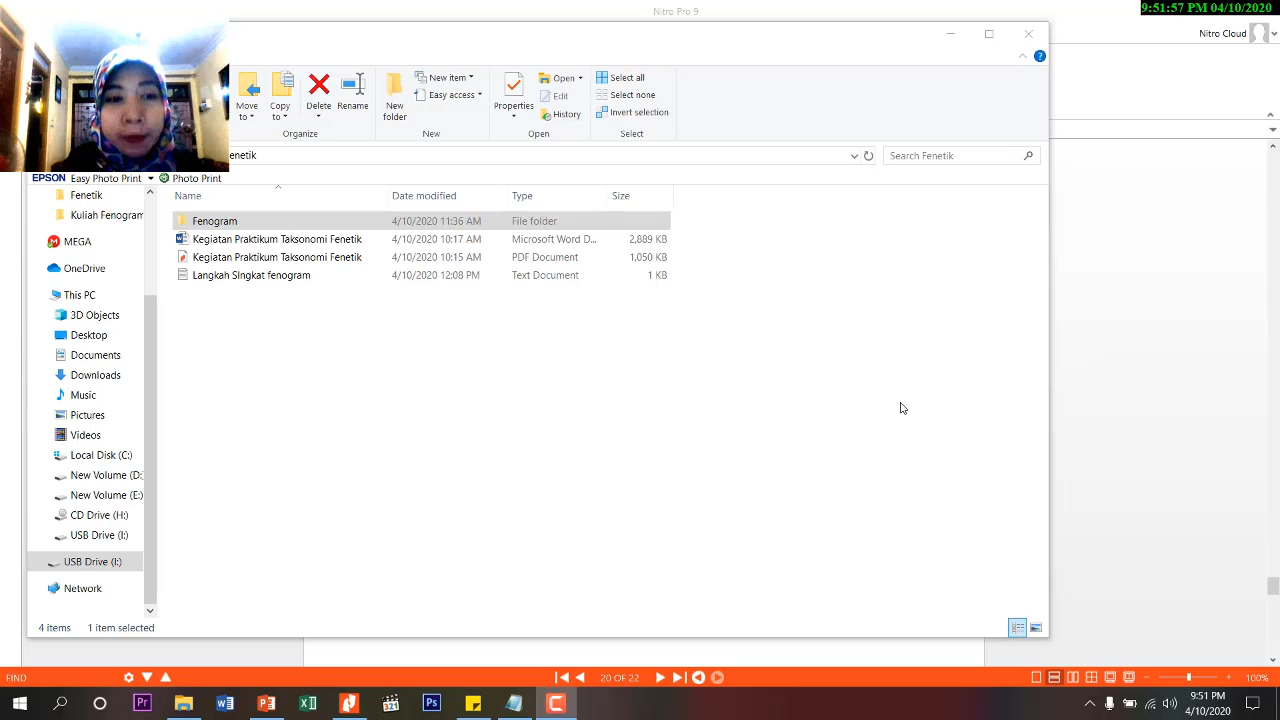 Nitro Pro 9
9:51:57 PM 04/10/2020
Nitro Cloud
Move to
Copy to
Delete
Rename
New folder
New item
Easy access
Properties
Open
Edit
History
Select all
Select none
Invert selection
Organize
New
Open
Select
enetik
Search Fenetik
EPSON Easy Photo Print
Photo Print
Name
Date modified
Type
Size
Fenogram 4/10/2020 11:36 AM File folder
Kegiatan Praktikum Taksonomi Fenetik 4/10/2020 10:17 AM Microsoft Word D... 2,889 KB
Kegiatan Praktikum Taksonomi Fenetik 4/10/2020 10:15 AM PDF Document 1,050 KB
Langkah SIngkat fenogram 4/10/2020 12:08 PM Text Document 1 KB
Fenetik
Kuliah Fenogram
MEGA
OneDrive
This PC
3D Objects
Desktop
Documents
Downloads
Music
Pictures
Videos
Local Disk (C:)
New Volume (D:
New Volume (E:)
CD Drive (H:)
USB Drive (I:)
USB Drive (I:)
Network
4 items 1 item selected
FIND
20 OF 22
100%
9:51 PM
4/10/2020